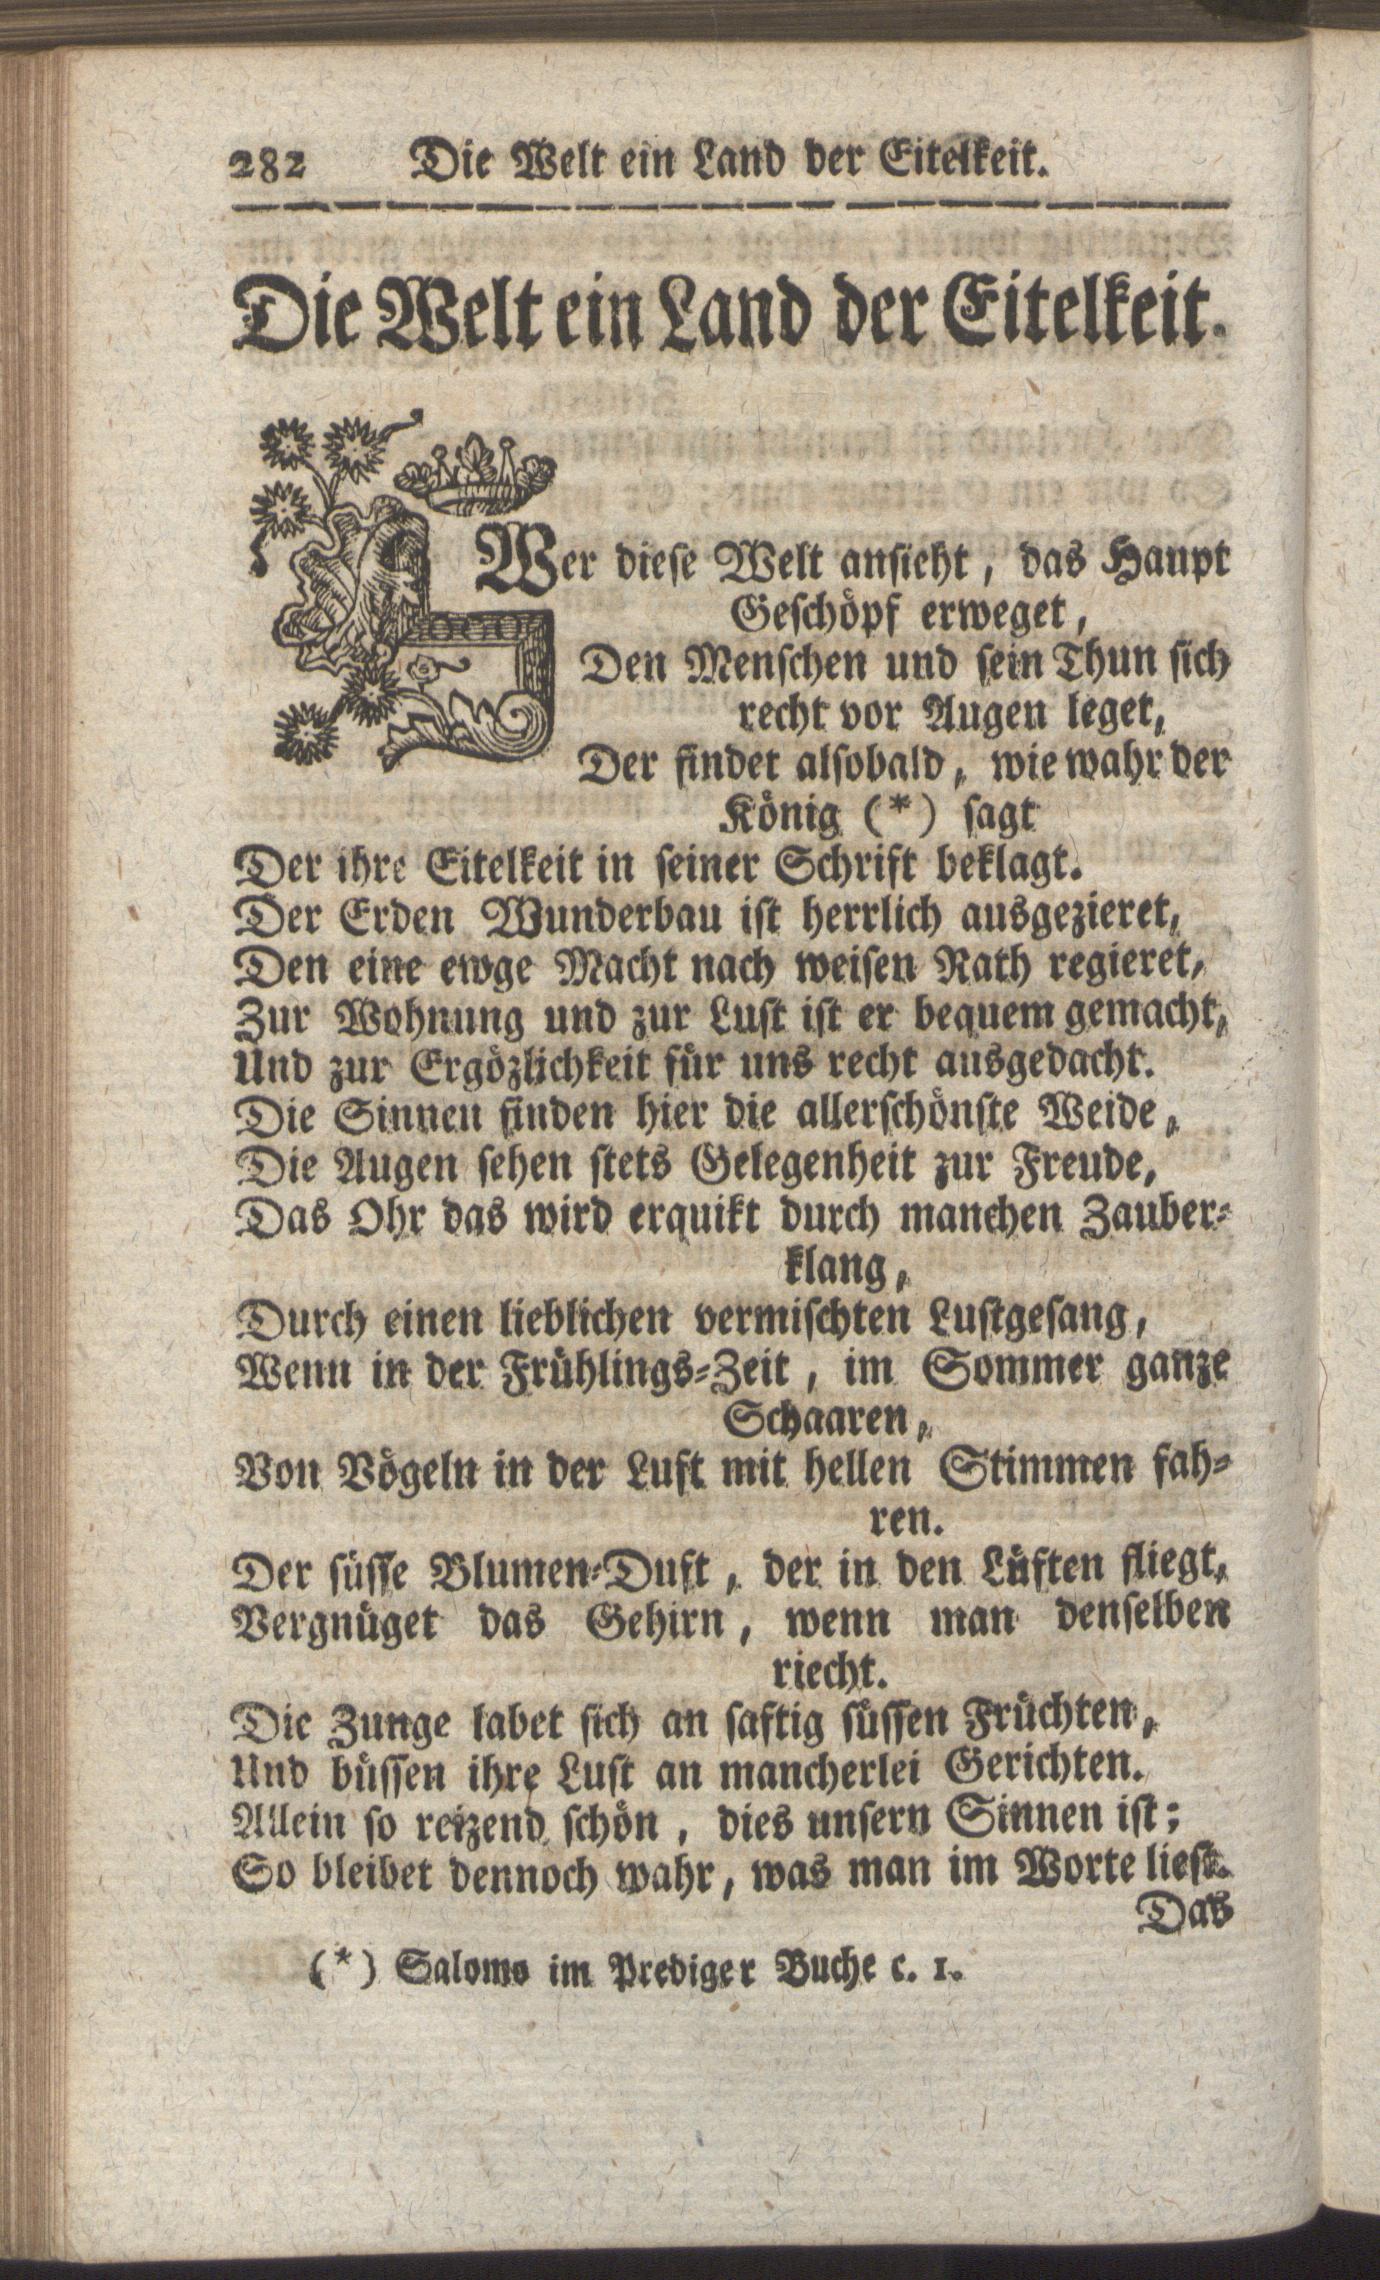 282 Die Welt ein Land der Eitelkeit.
Die Welt ein Land der Eitelkeit.
Wer diese Welt ansieht, das Haupt
Geschöpf erweget,
Den Menschen und sein Thun sich
recht vor Augen leget,
Der findet alsobald, wie wahr der
König (*) sagt
Der ihre Eitelkeit in seiner Schrift beklagt.
Der Erden Wunderbau ist herrlich ausgezieret,
Den eine ewge Macht nach weisen Rath regieret,
Zur Wohnung und zur Lust ist er bequem gemacht,
Und zur Ergözlichkeit für uns recht ausgedacht.
Die Sinnen finden hier die allerschönste Weide,
Die Augen sehen stets Gelegenheit zur Freude,
Das Ohr das wird erquikt durch manchen Zauber-
klang,
Durch einen lieblichen vermischten Lustgesang,
Wenn in der Frühlings-Zeit, im Sommer ganze
Schaaren,
Von Vögeln in der Luft mit hellen Stimmen fah-
ren.
Der süsse Blumen-Duft, der in den Lüften fliegt,
Vergnüget das Gehirn, wenn man denselben
riecht.
Die Zunge labet sich an saftig süssen Früchten,
Und büssen ihre Lust an mancherlei Gerichten.
Allein so reizend schön, dies unsern Sinnen ist;
So bleibet dennoch wahr, was man im Worte liest.
Das
(*) Salomo im Prediger Buche c. 1.